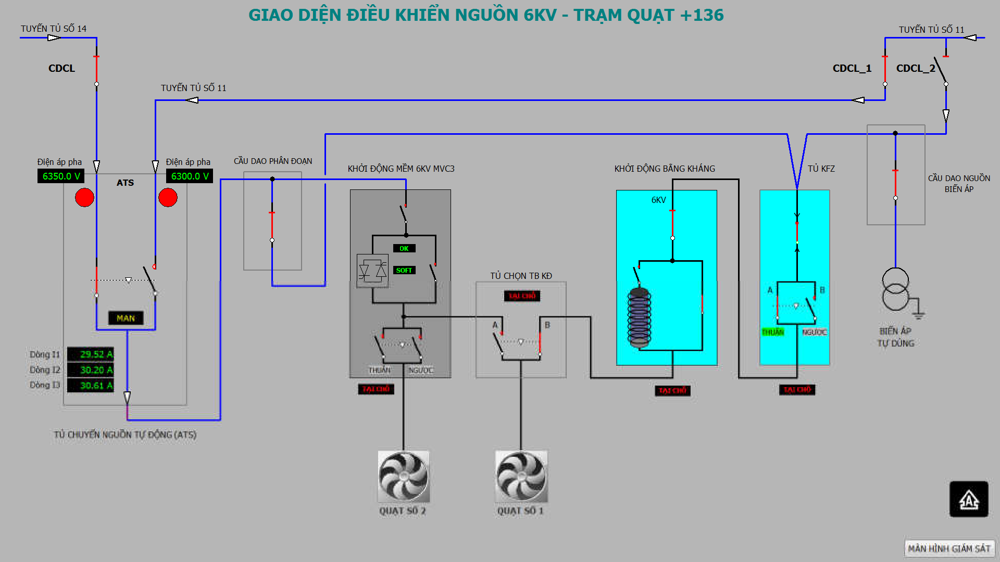 GIAO DIỆN ĐIỀU KHIỂN NGUỒN 6KV - TRẠM QUẠT +136
TUYẾN TỦ SỐ 14
TUYẾN TỦ SỐ 11
CDCL
CDCL_1
CDCL_2
TUYẾN TỦ SỐ 11
Điện áp pha
6350.0 V
Điện áp pha
6300.0 V
ATS
CẦU DAO PHÂN ĐOẠN
KHỞI ĐỘNG MỀM 6KV MVC3
KHỞI ĐỘNG BẰNG KHÁNG
TỦ KFZ
CẦU DAO NGUỒN
BIẾN ÁP
6KV
OK
SOFT
TỦ CHỌN TB KĐ
TẠI CHỖ
A
B
A
B
MAN
THUẬN
NGƯỢC
BIẾN ÁP
TỰ DÙNG
Dòng I1
29.52 A
Dòng I2
30.20 A
Dòng I3
30.61 A
THUẬN
NGƯỢC
TẠI CHỖ
TẠI CHỖ
TẠI CHỖ
TỦ CHUYỂN NGUỒN TỰ ĐỘNG (ATS)
QUẠT SỐ 2
QUẠT SỐ 1
A
MÀN HÌNH GIÁM SÁT